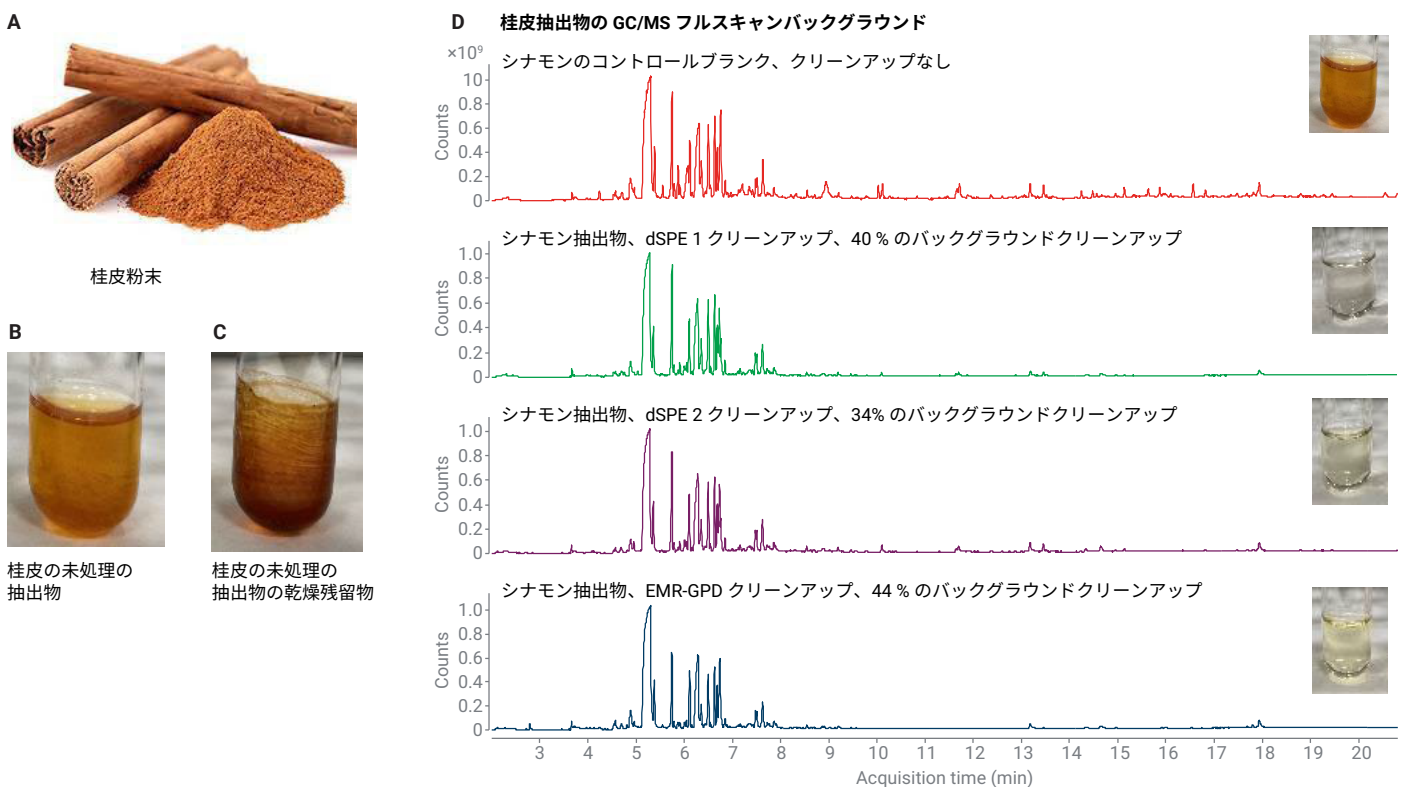 A
桂皮粉末
B
C
桂皮の未処理の
抽出物
桂皮の未処理の
抽出物の乾燥残留物
D 桂皮抽出物の GC/MS フルスキャンバックグラウンド
×10⁹
シナモンのコントロールブランク、クリーンアップなし
Counts
10
0.8
0.6
0.4
0.2
0
シナモン抽出物、dSPE 1 クリーンアップ、40 % のバックグラウンドクリーンアップ
Counts
1.0
0.8
0.6
0.4
0.2
0
シナモン抽出物、dSPE 2 クリーンアップ、34% のバックグラウンドクリーンアップ
Counts
1.0
0.8
0.6
0.4
0.2
0
シナモン抽出物、EMR-GPD クリーンアップ、44 % のバックグラウンドクリーンアップ
Counts
1.0
0.8
0.6
0.4
0.2
0
3 4 5 6 7 8 9 10 11 12 13 14 15 16 17 18 19 20
Acquisition time (min)